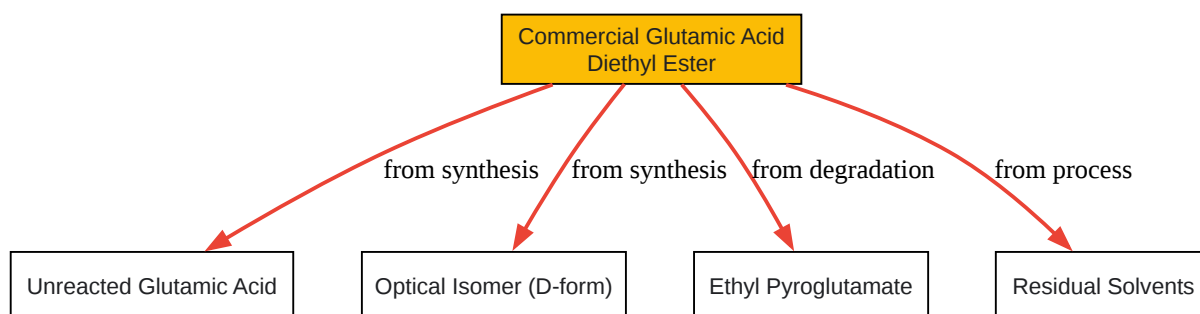 Commercial Glutamic Acid
Diethyl Ester
from synthesis
from synthesis
from degradation
from process
Unreacted Glutamic Acid
Optical Isomer (D-form)
Ethyl Pyroglutamate
Residual Solvents